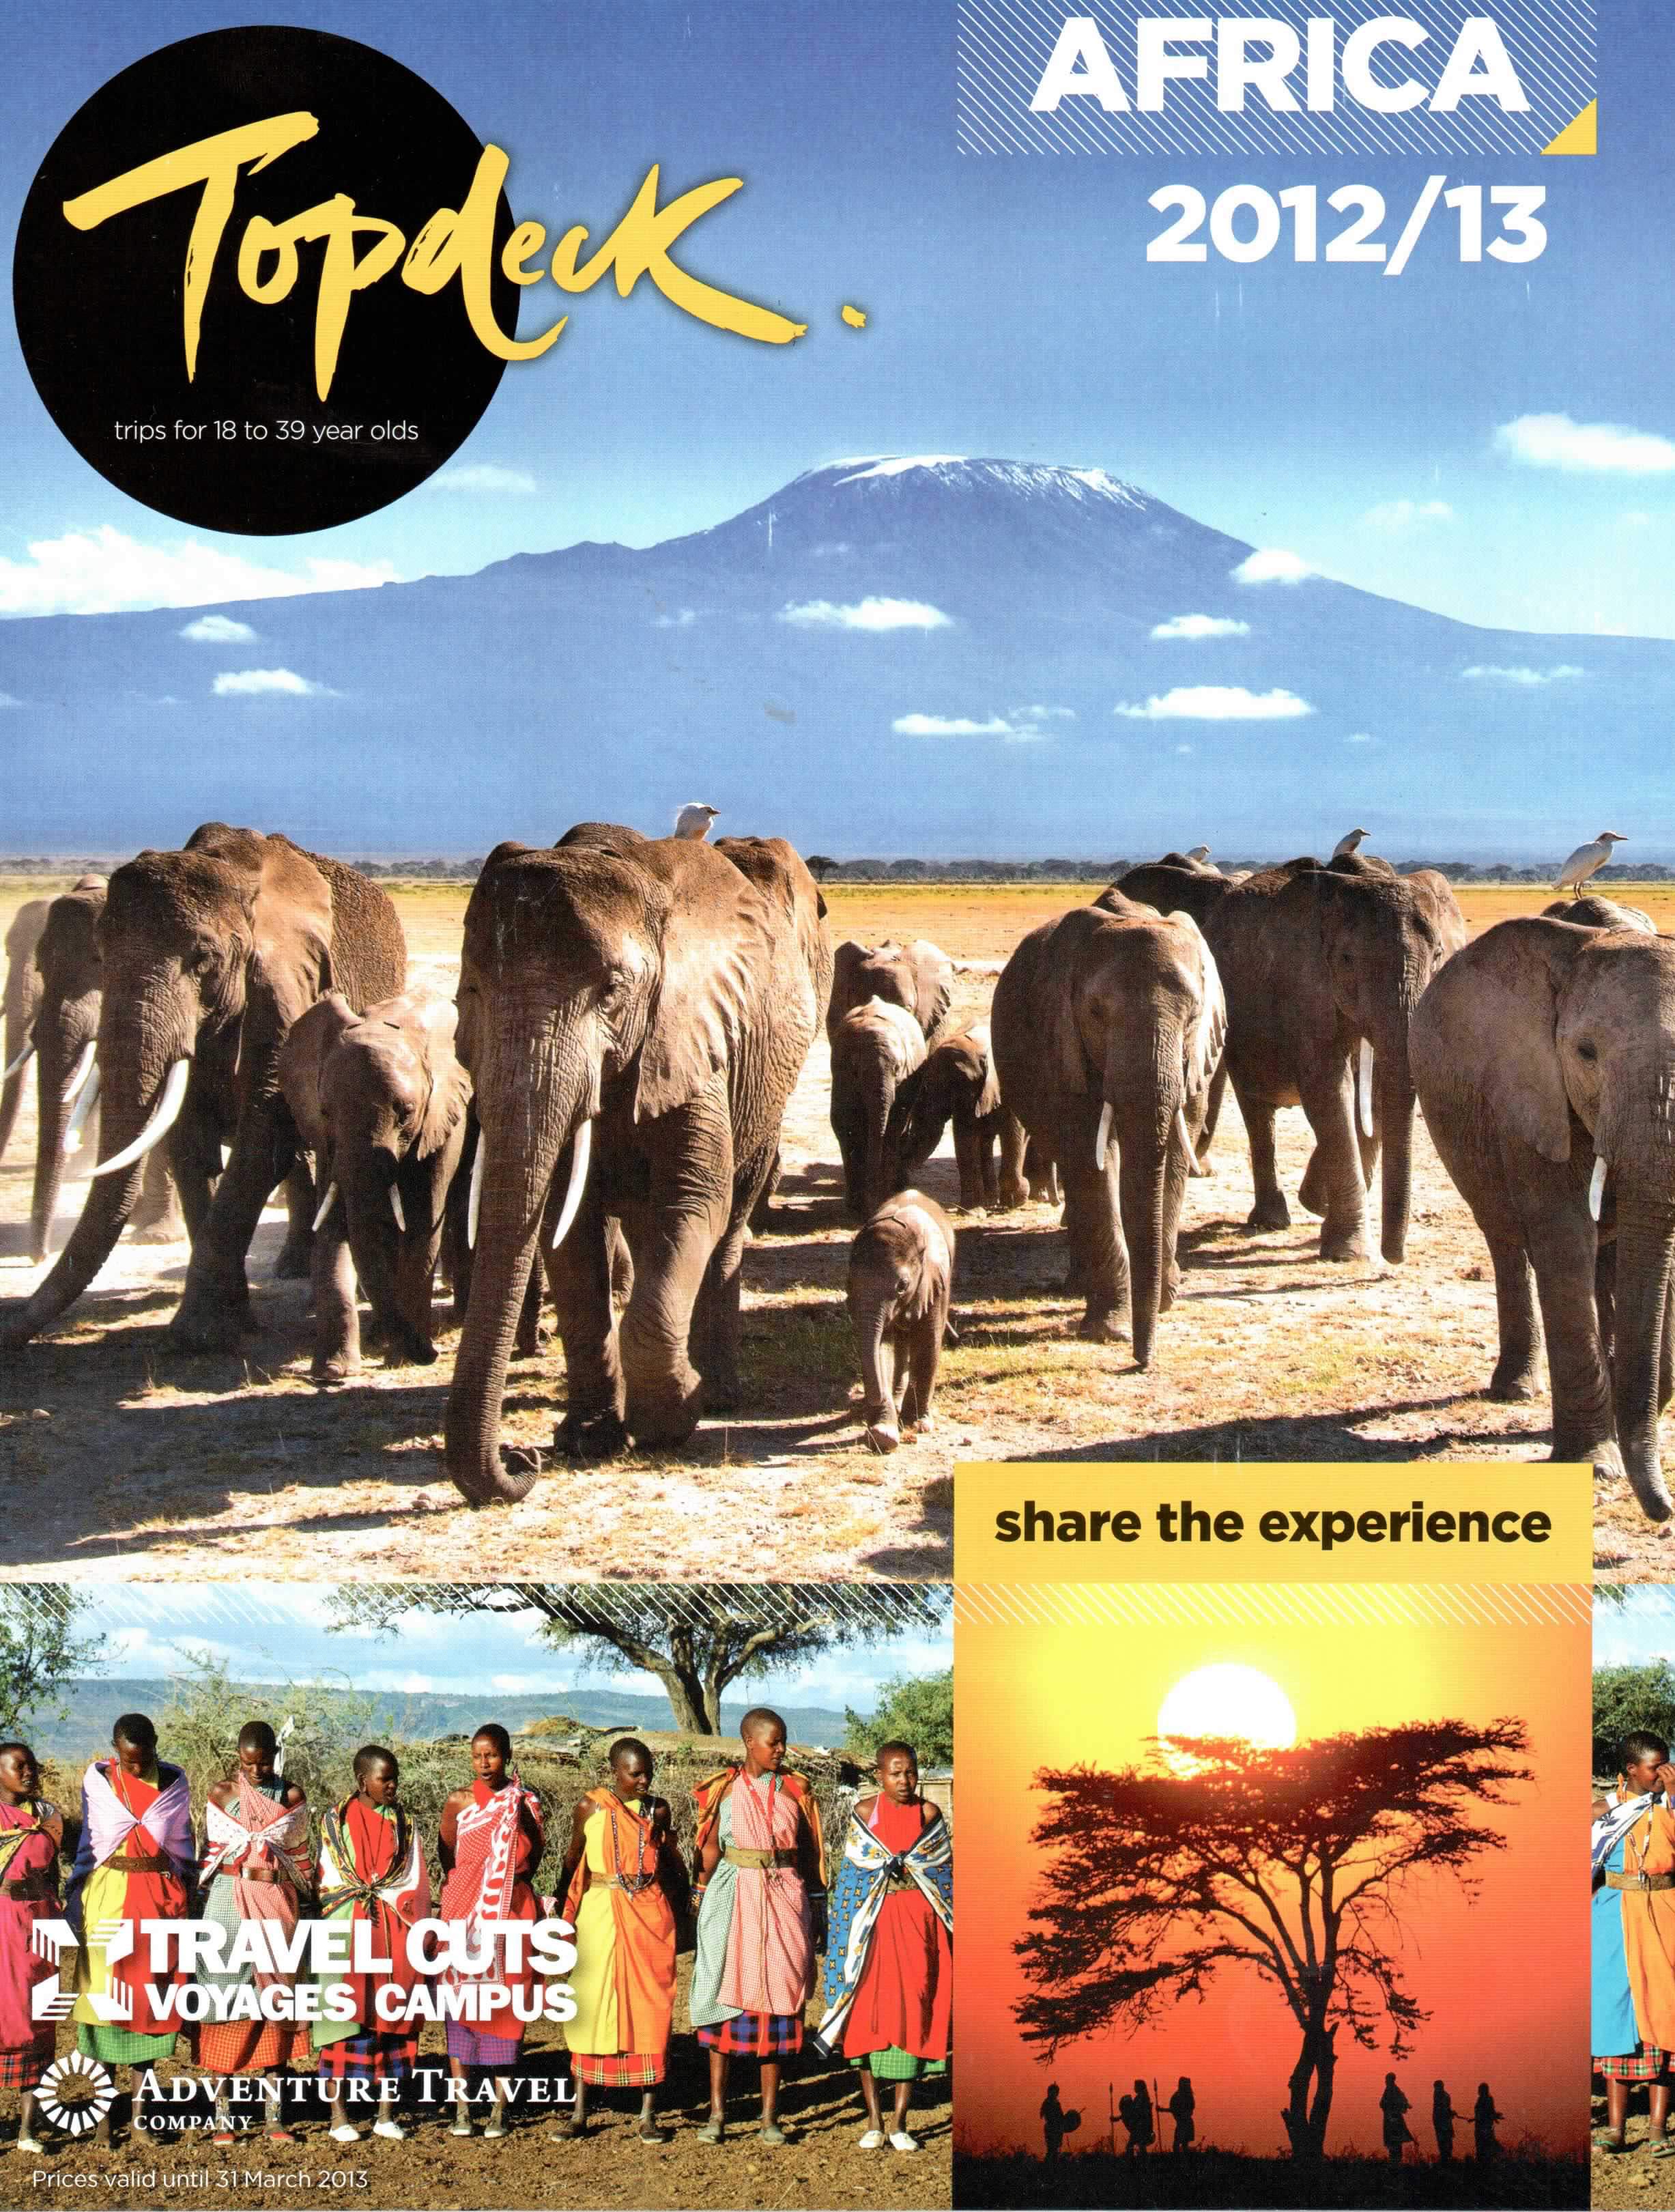 AFRICA
2012/13
Topdeck.
trips for 18 to 39 year olds
share the experience
TRAVEL CUTS
VOYAGES CAMPUS
ADVENTURE TRAVEL
COMPANY
Prices valid until 31 March 2013